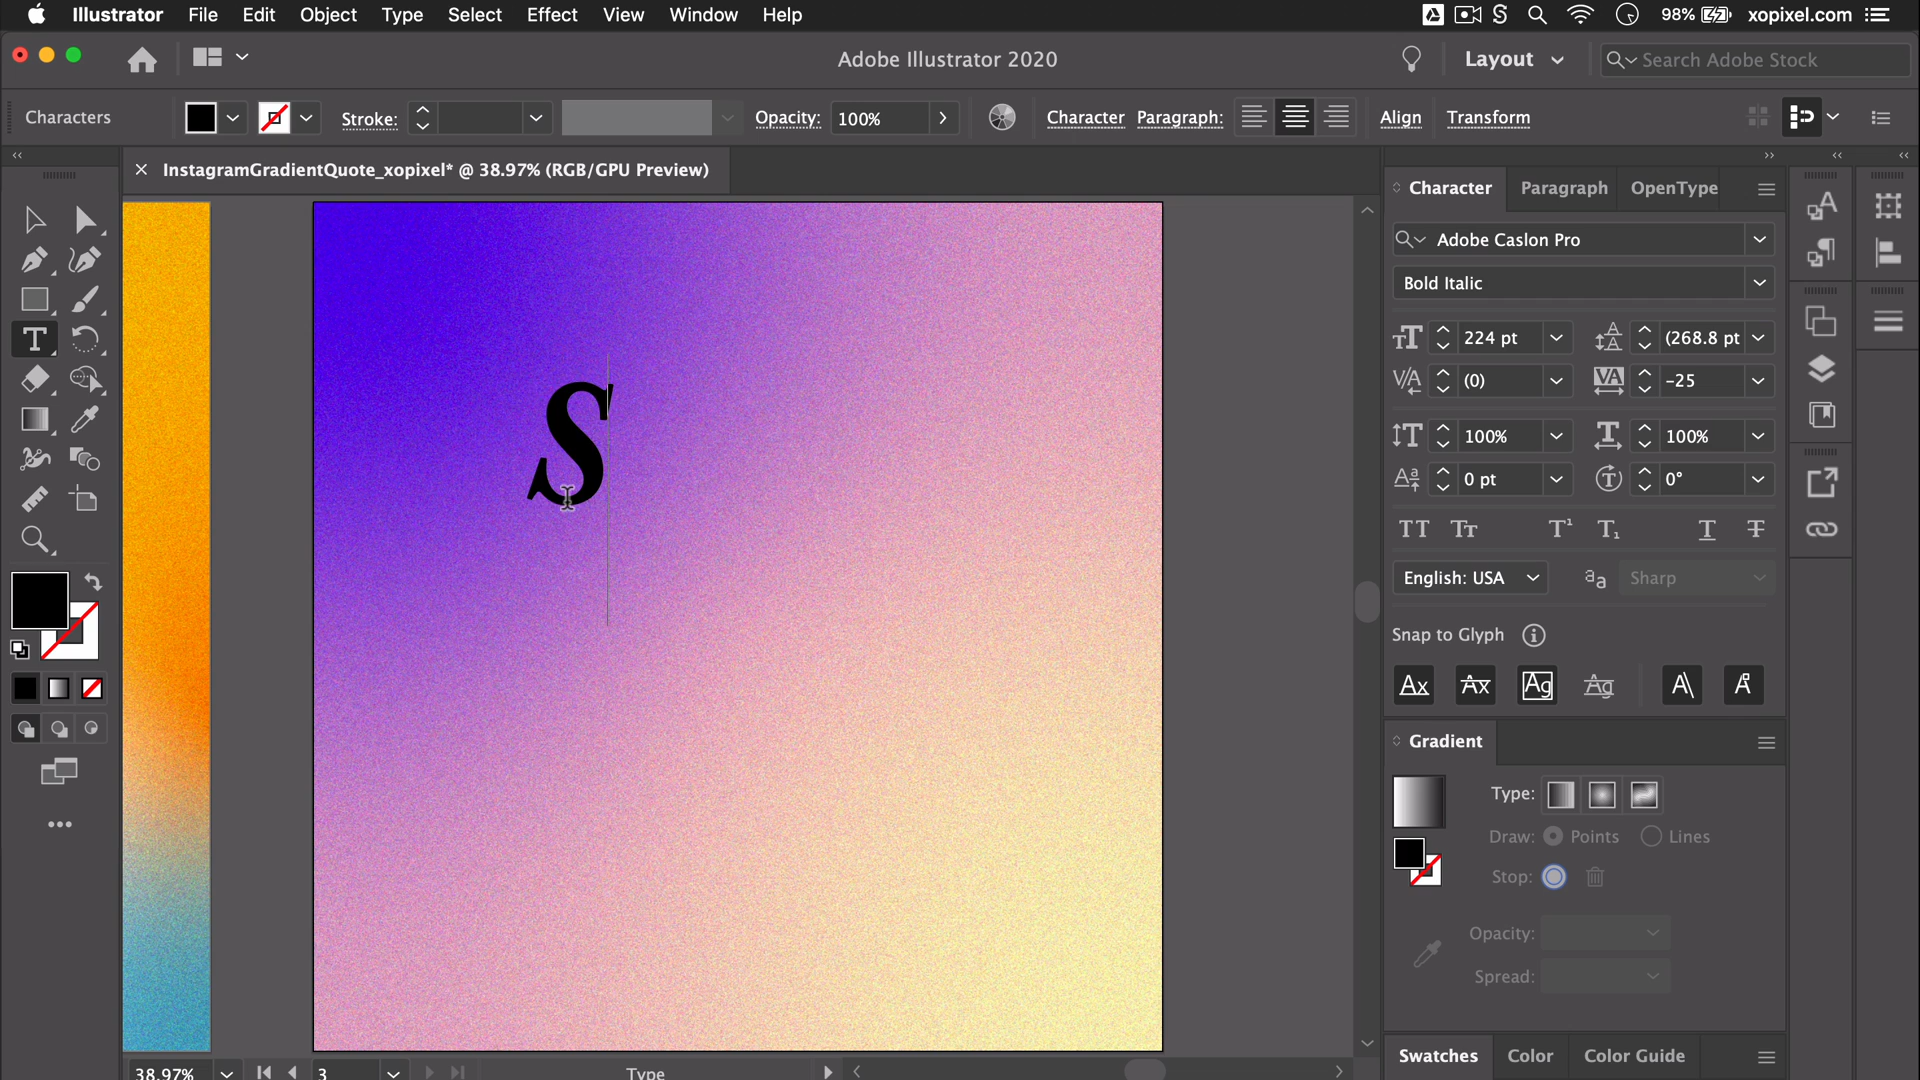 Illustrator File Edit Object Type Select Effect View Window Help 98% xopixel.com
Adobe Illustrator 2020 Layout Search Adobe Stock
Characters Stroke: Opacity: 100% Character Paragraph: Align Transform
InstagramGradientQuote_xopixel* @ 38.97% (RGB/GPU Preview)
Character Paragraph OpenType
Adobe Caslon Pro
Bold Italic
224 pt (268.8 pt
(0) -25
100% 100%
0 pt 0°
English: USA Sharp
Snap to Glyph
S
Gradient
Type:
Draw: Points Lines
Stop:
Opacity:
Spread:
Swatches Color Color Guide
38.97% 3 Type